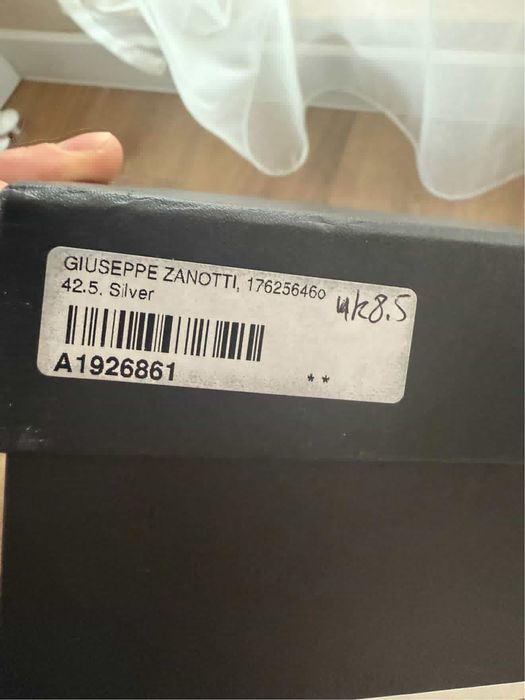 GIUSEPPE ZANOTTI, 176256460
42.5. Silver
uk8.5
A1926861
**